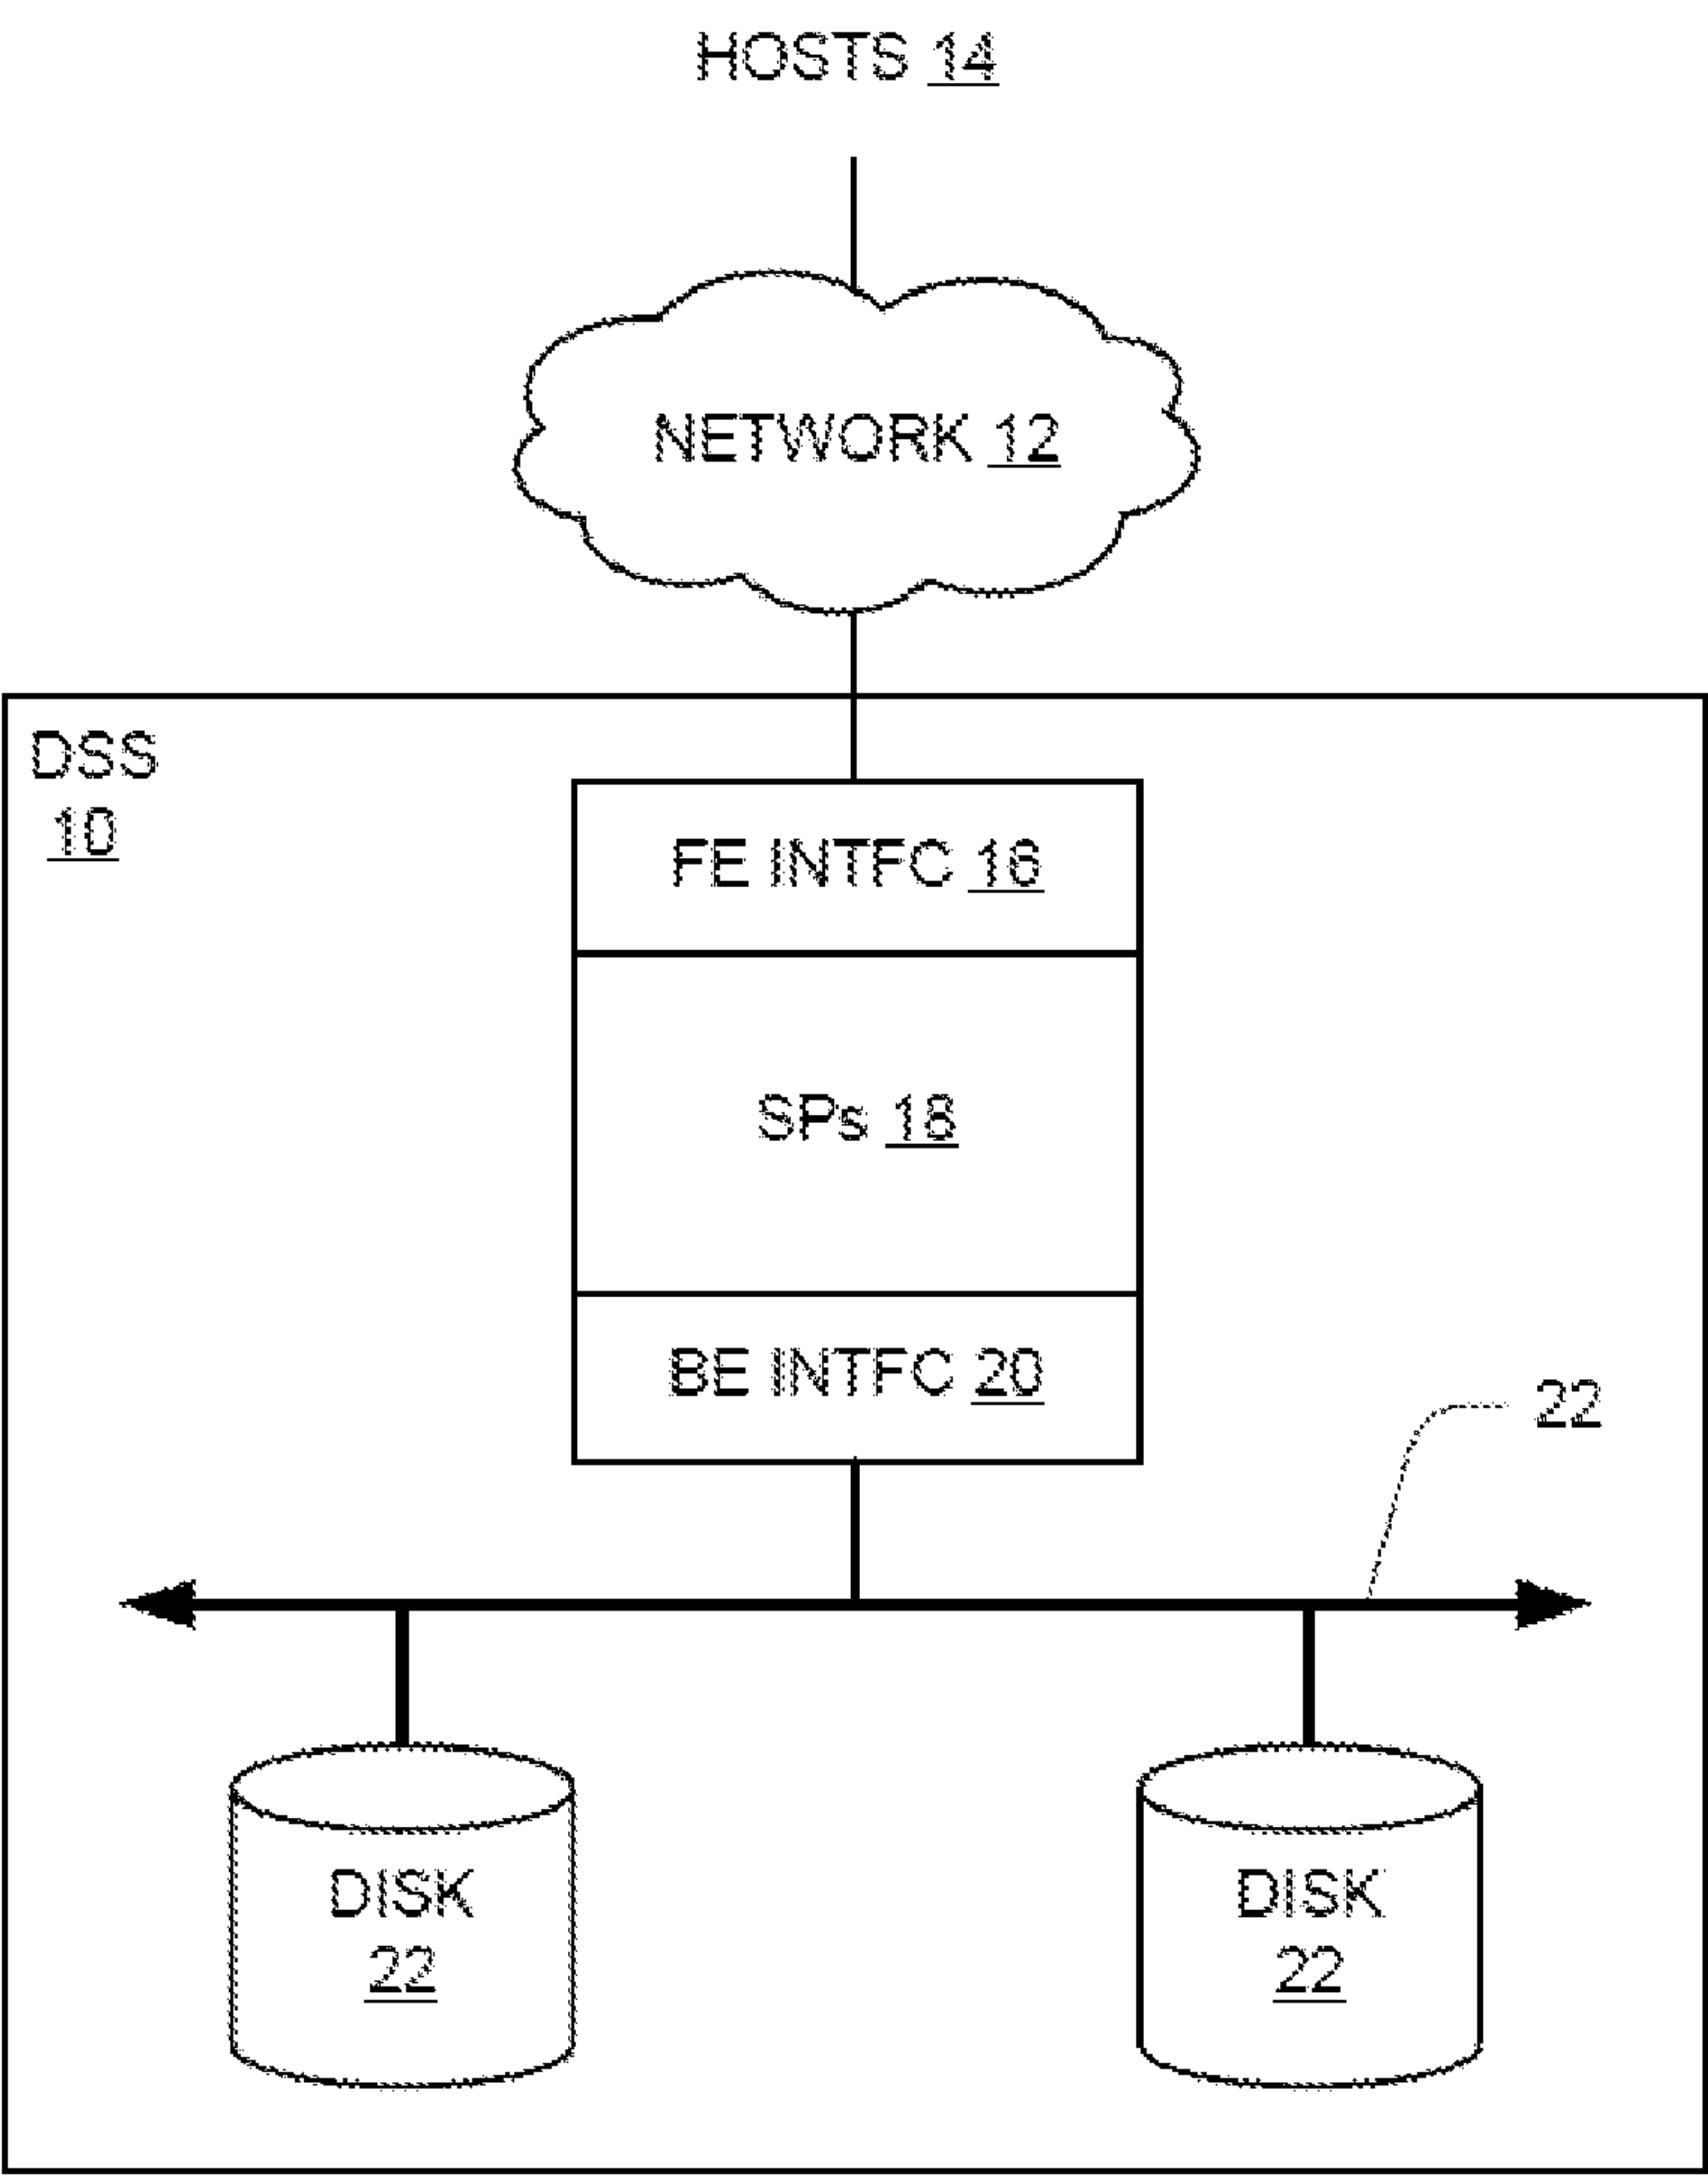 HOSTS 14
NETWORK 12
DSS
10
FE INTFC 16
SPs 18
BE INTFC 20
22
DISK
22
DISK
22